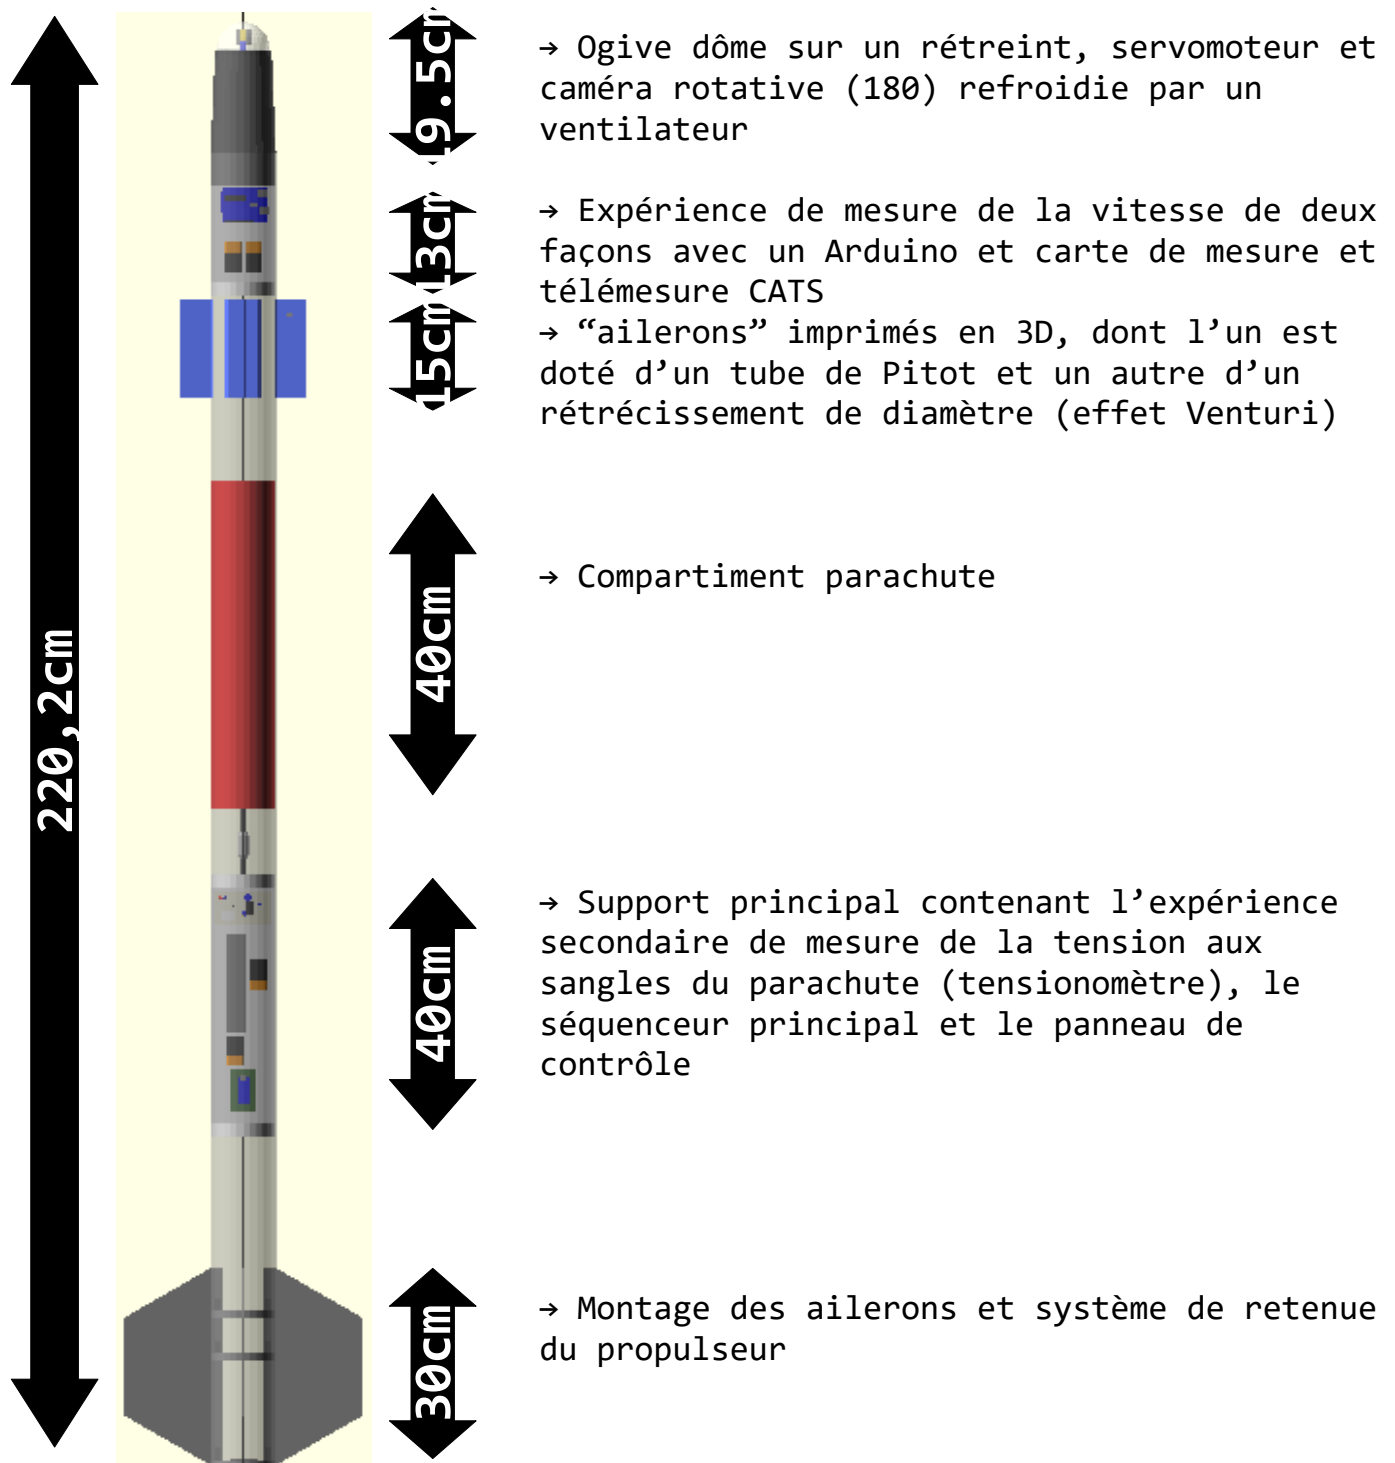 220,2cm
19.5cm
→ Ogive dôme sur un rétreint, servomoteur et
caméra rotative (180) refroidie par un
ventilateur
13cm
→ Expérience de mesure de la vitesse de deux
façons avec un Arduino et carte de mesure et
télémesure CATS
15cm
→ “ailerons” imprimés en 3D, dont l’un est
doté d’un tube de Pitot et un autre d’un
rétrécissement de diamètre (effet Venturi)
40cm
→ Compartiment parachute
40cm
→ Support principal contenant l’expérience
secondaire de mesure de la tension aux
sangles du parachute (tensionomètre), le
séquenceur principal et le panneau de
contrôle
30cm
→ Montage des ailerons et système de retenue
du propulseur